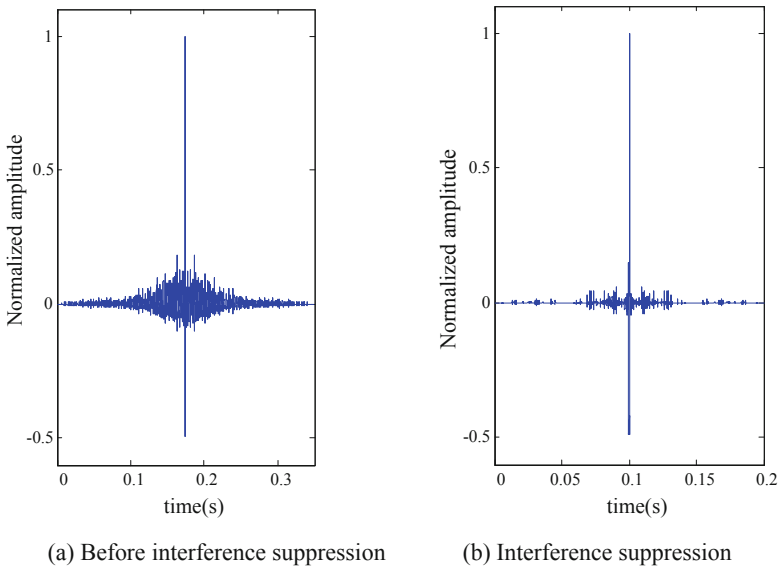 1
0.5
0
-0.5
Normalized amplitude
0 0.1 0.2 0.3
time(s)
(a) Before interference suppression
1
0.5
0
-0.5
Normalized amplitude
0 0.05 0.1 0.15 0.2
time(s)
(b) Interference suppression